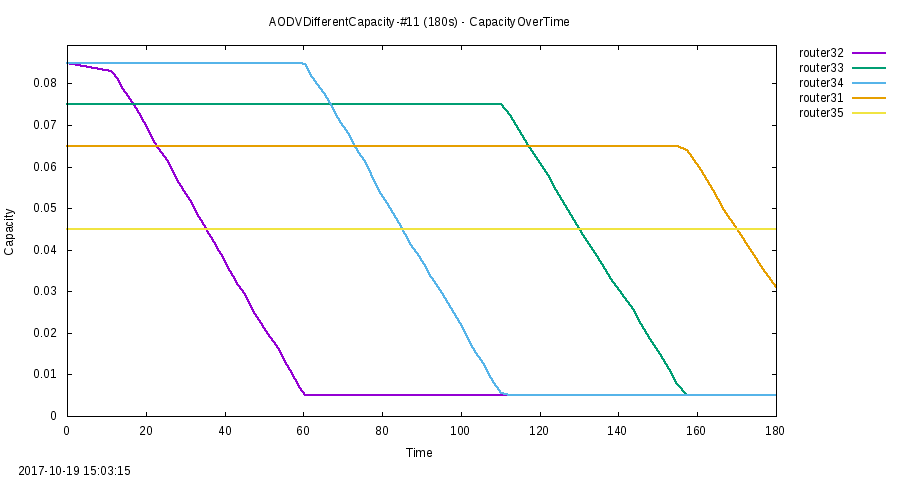 AODVDifferentCapacity-#11 (180s) - CapacityOverTime
router32
router33
router34
router31
router35
0.08
0.07
0.06
0.05
0.04
0.03
0.02
0.01
0
Capacity
0 20 40 60 80 100 120 140 160 180
Time
2017-10-19 15:03:15